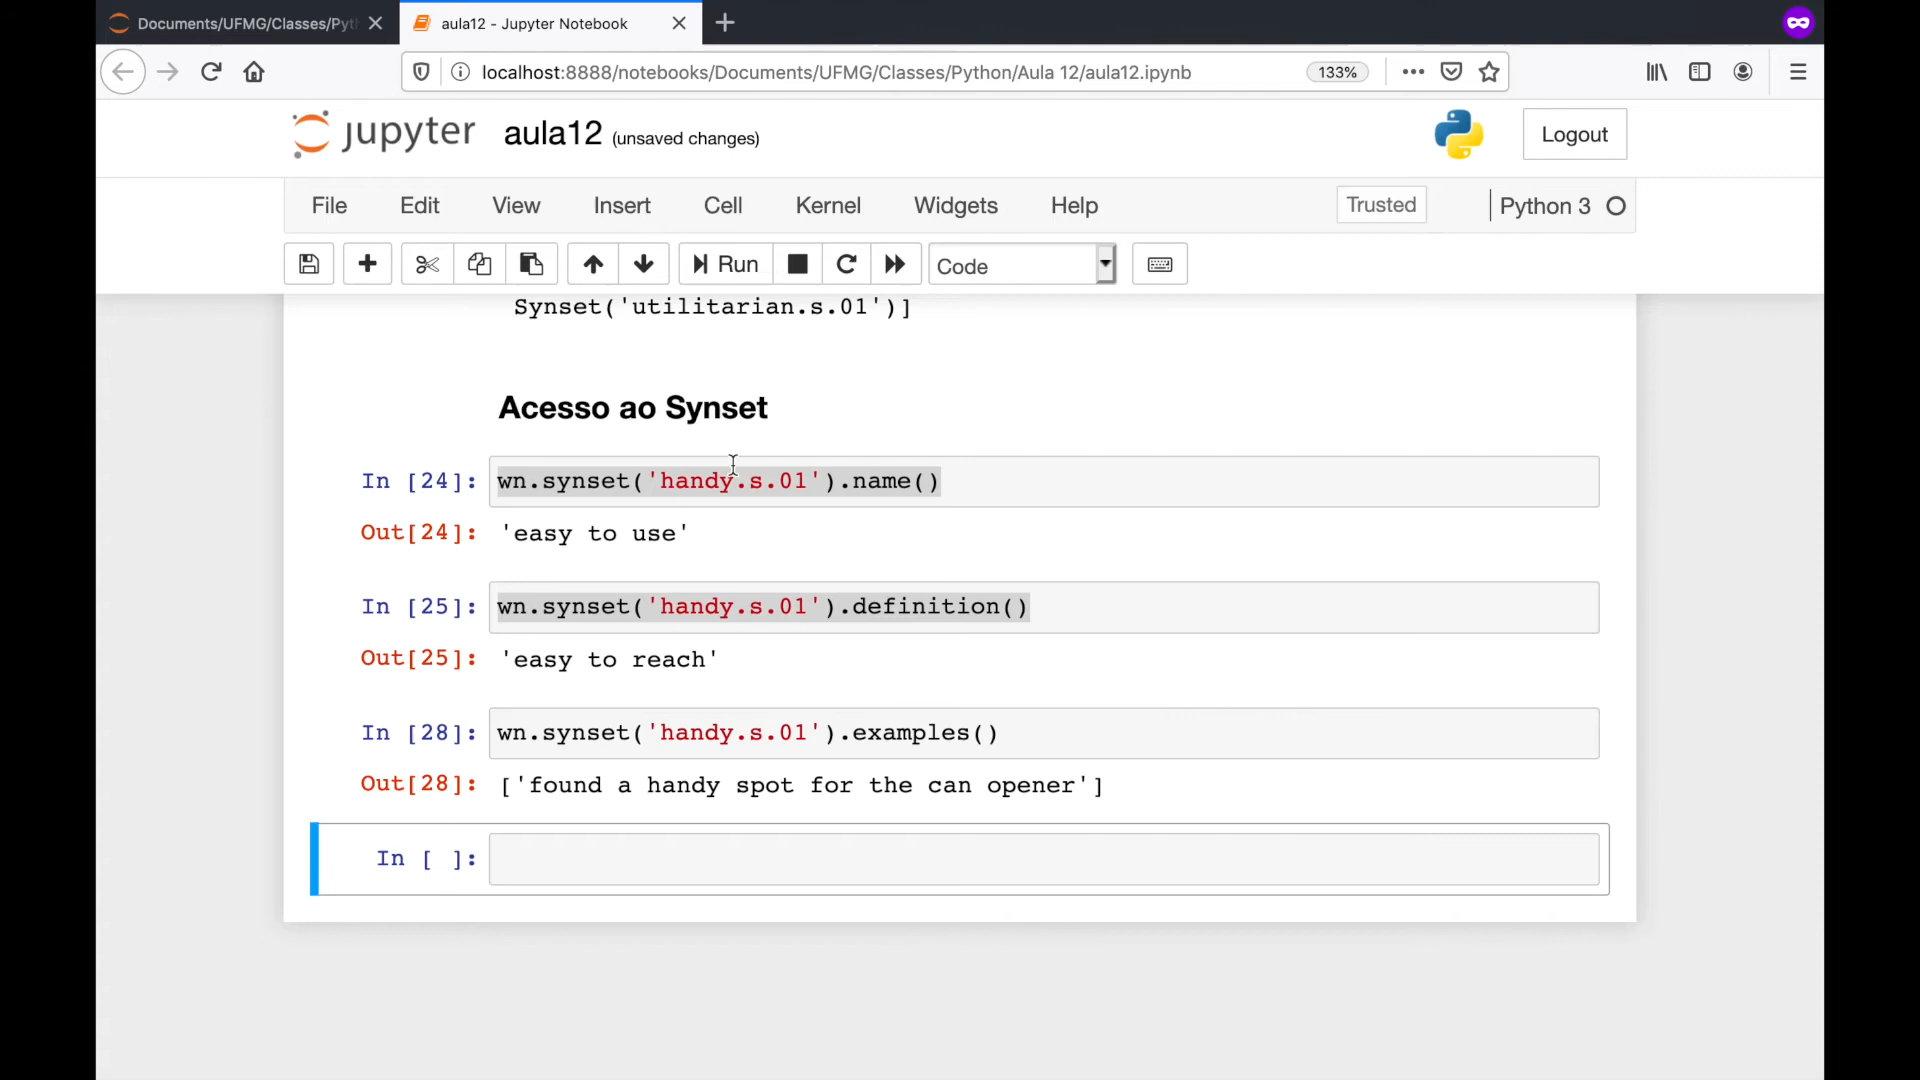 Documents/UFMG/Classes/Pyt
aula12 - Jupyter Notebook
localhost:8888/notebooks/Documents/UFMG/Classes/Python/Aula 12/aula12.ipynb
133%
jupyter aula12 (unsaved changes)
Logout
File Edit View Insert Cell Kernel Widgets Help Trusted Python 3
Run Code
Synset('utilitarian.s.01')]
Acesso ao Synset
In [24]: wn.synset('handy.s.01').name()
Out[24]: 'easy to use'
In [25]: wn.synset('handy.s.01').definition()
Out[25]: 'easy to reach'
In [28]: wn.synset('handy.s.01').examples()
Out[28]: ['found a handy spot for the can opener']
In [ ]: